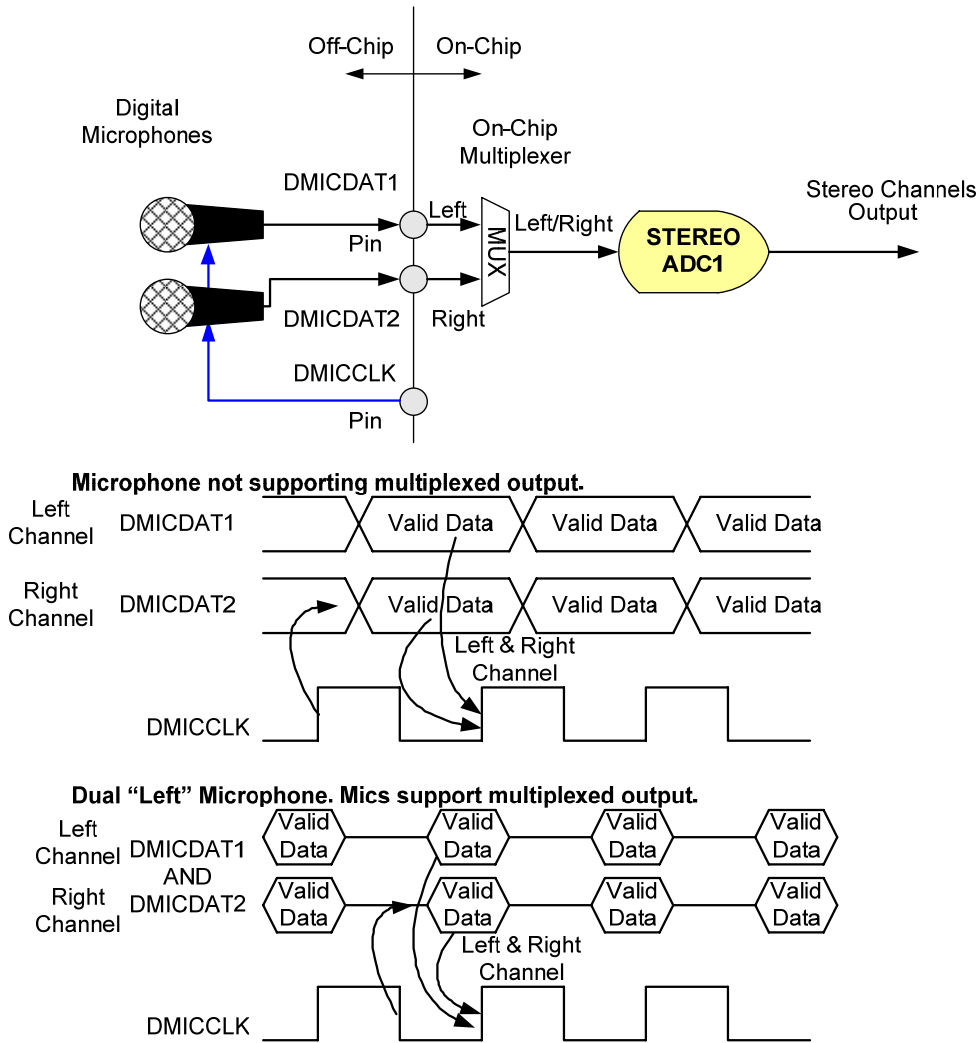 Off-Chip
On-Chip
Digital
Microphones
On-Chip
Multiplexer
DMICDAT1
Left
Pin
MUX
Left/Right
STEREO
ADC1
Stereo Channels
Output
DMICDAT2
Right
DMICCLK
Pin
Microphone not supporting multiplexed output.
Left
Channel
DMICDAT1
Valid Data
Valid Data
Valid Data
Right
Channel
DMICDAT2
Valid Data
Valid Data
Valid Data
Left & Right
Channel
DMICCLK
Dual “Left” Microphone. Mics support multiplexed output.
Left
Channel
DMICDAT1
AND
DMICDAT2
Right
Channel
Valid
Data
Valid
Data
Valid
Data
Valid
Data
Valid
Data
Valid
Data
Valid
Data
Valid
Data
Left & Right
Channel
DMICCLK